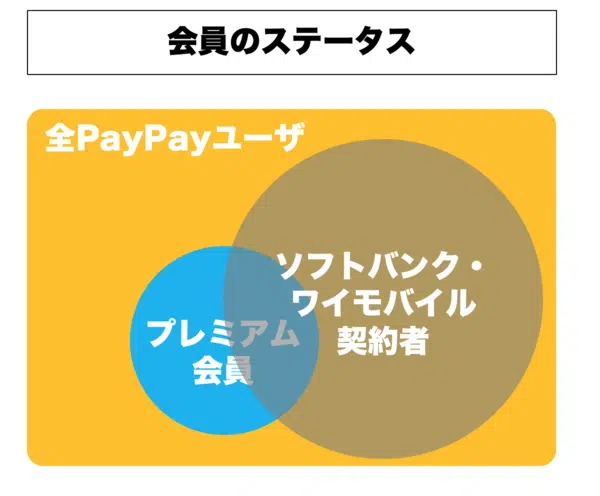 会員のステータス
全PayPayユーザ
ソフトバンク・
ワイモバイル
契約者
プレミアム
会員